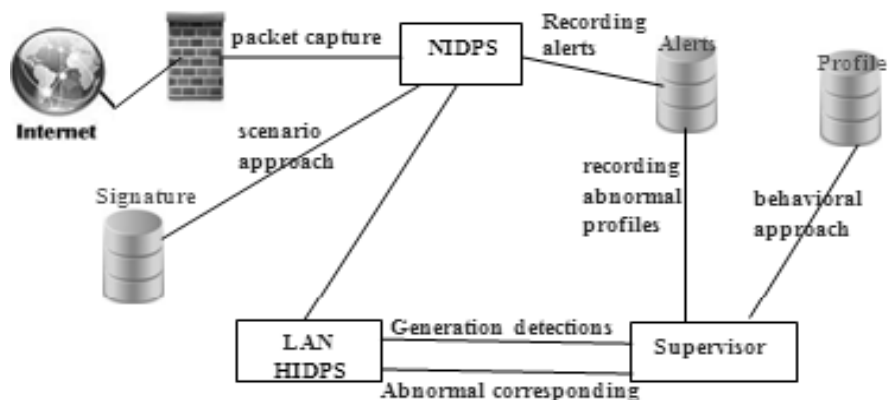 packet capture
NIDPS
Recording
alerts
Alerts
Profile
Internet
scenario
approach
Signature
recording
abnormal
profiles
behavioral
approach
LAN
HIDPS
Generation detections
Supervisor
Abnormal corresponding